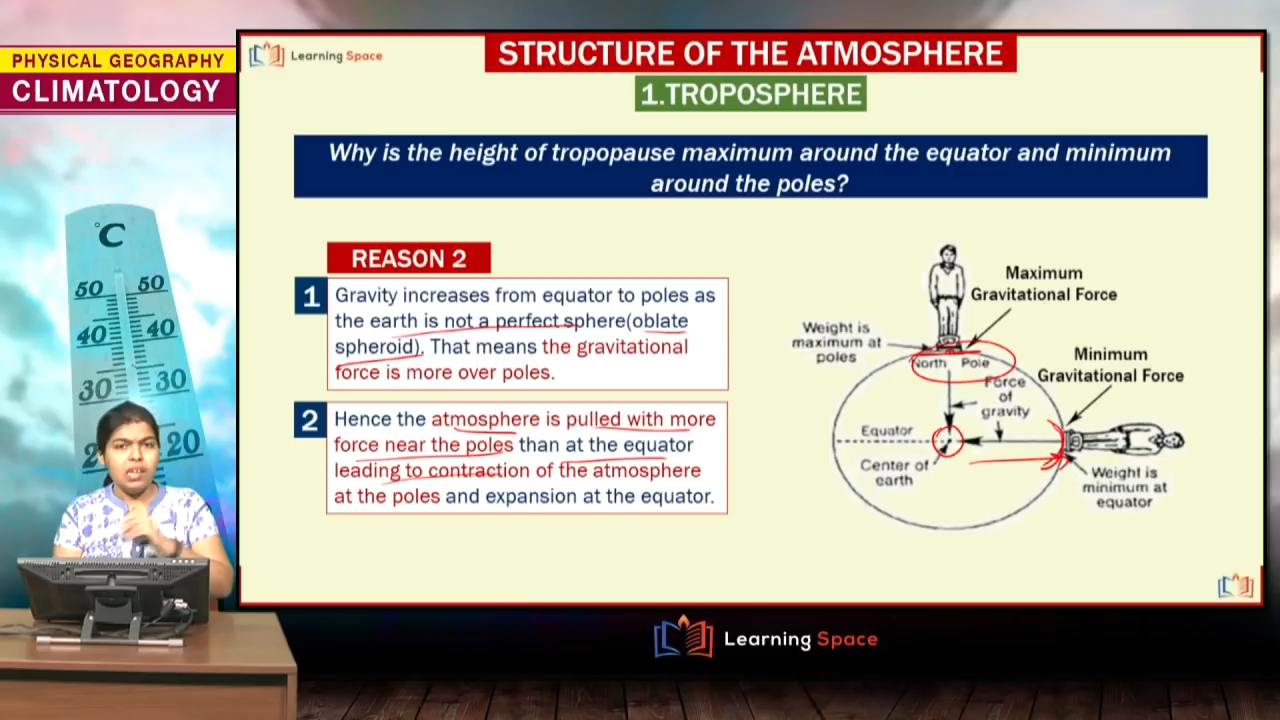 PHYSICAL GEOGRAPHY
CLIMATOLOGY
Learning Space
STRUCTURE OF THE ATMOSPHERE
1.TROPOSPHERE
Why is the height of tropopause maximum around the equator and minimum
around the poles?
REASON 2
1
Gravity increases from equator to poles as
the earth is not a perfect sphere(oblate
spheroid). That means the gravitational
force is more over poles.
2
Hence the atmosphere is pulled with more
force near the poles than at the equator
leading to contraction of the atmosphere
at the poles and expansion at the equator.
Maximum
Gravitational Force
Weight is
maximum at
poles
North Pole
Minimum
Gravitational Force
Force
of
gravity
Equator
Center of
earth
Weight is
minimum at
equator
°C
50 50
40 40
30 30
20
Learning Space